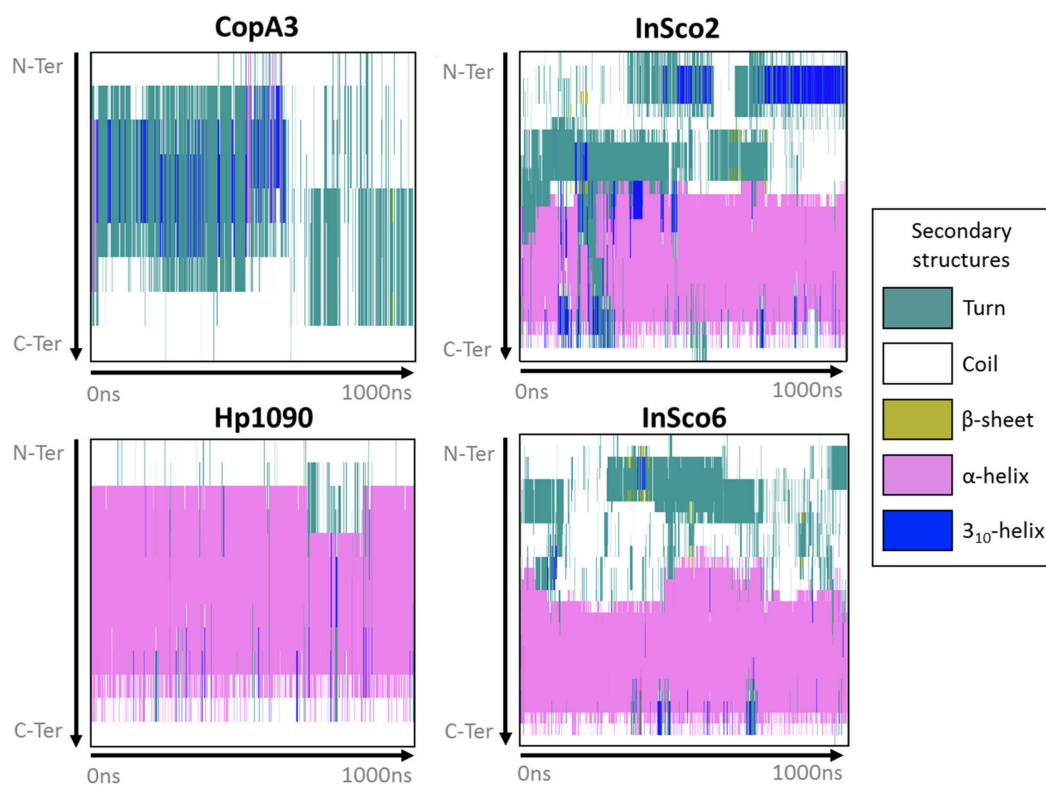 CopA3
InSco2
N-Ter
C-Ter
0ns
1000ns
N-Ter
C-Ter
0ns
1000ns
Hp1090
InSco6
N-Ter
C-Ter
0ns
1000ns
N-Ter
C-Ter
0ns
1000ns
Secondary
structures
Turn
Coil
β-sheet
α-helix
3₁₀-helix